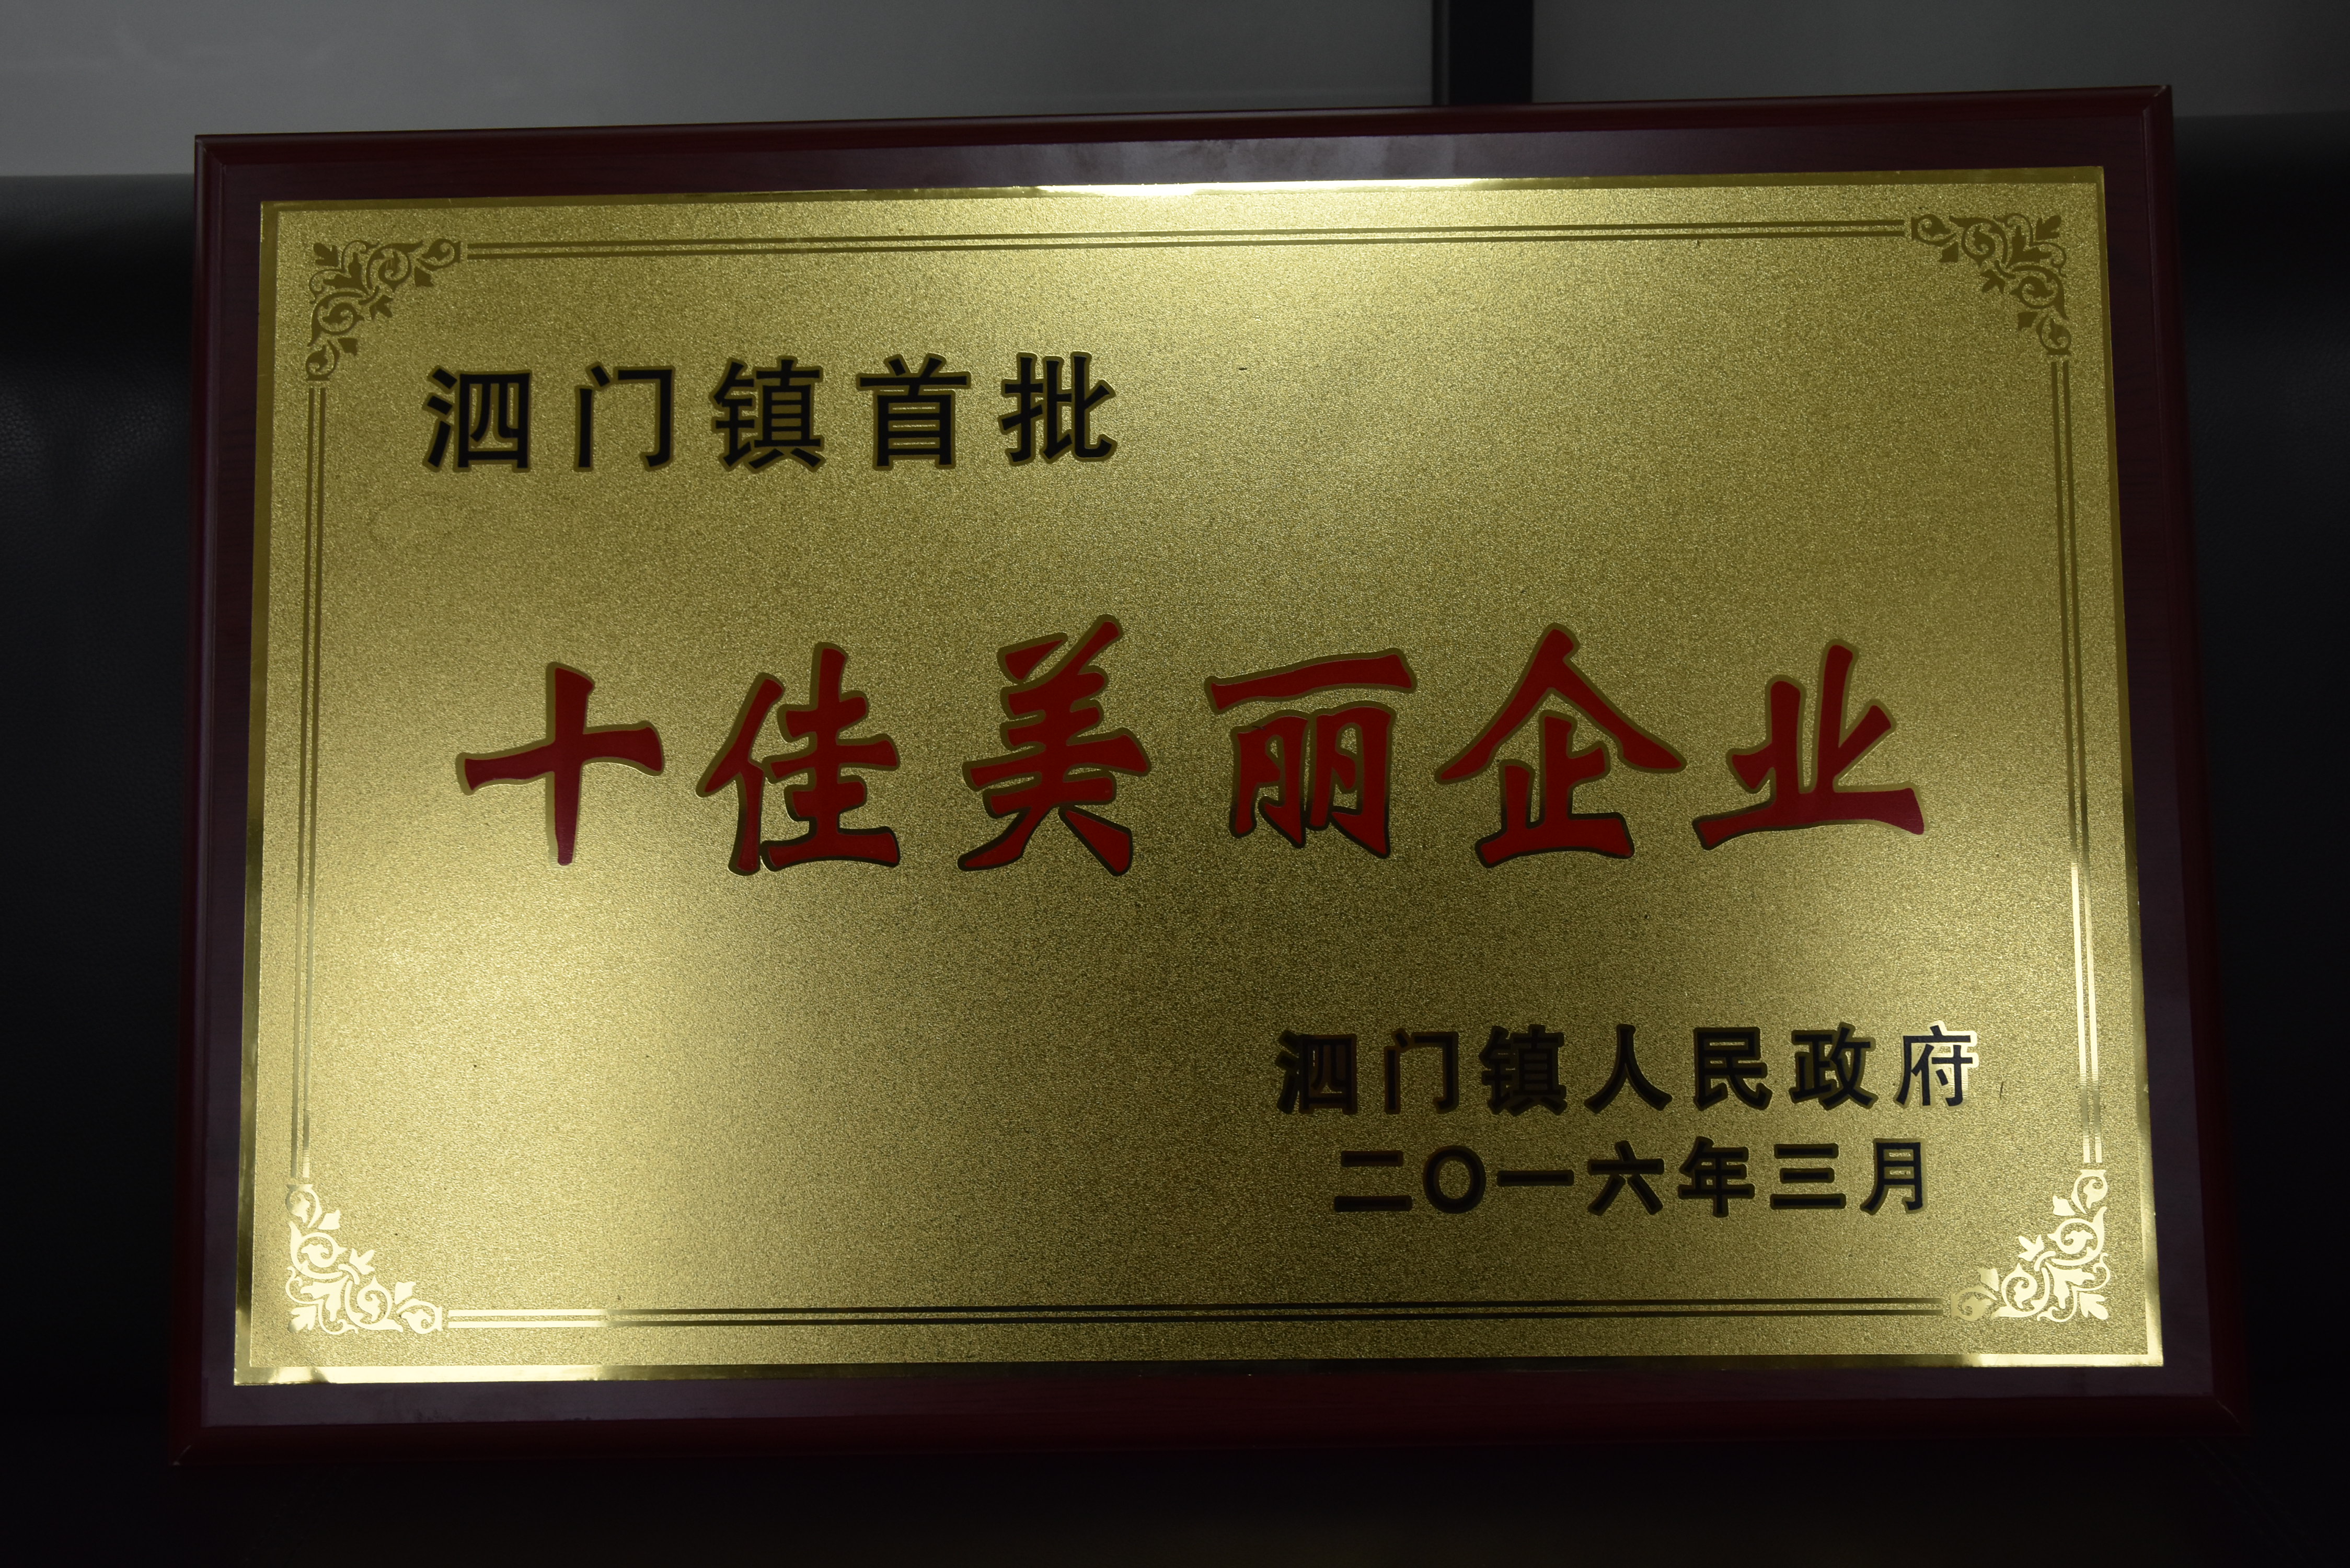 泗门镇首批
十佳美丽企业
泗门镇人民政府
二〇一六年三月